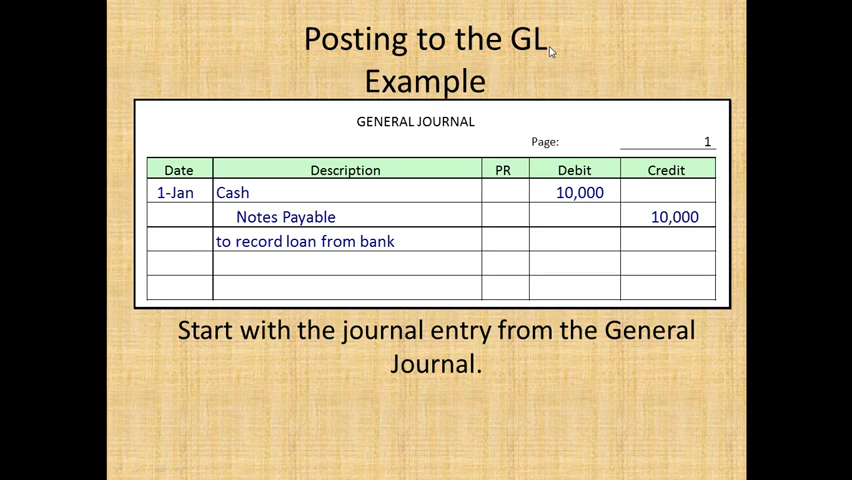 Posting to the GL
Example
GENERAL JOURNAL
Page: 1
Date Description PR Debit Credit
1-Jan Cash 10,000
Notes Payable 10,000
to record loan from bank
Start with the journal entry from the General
Journal.